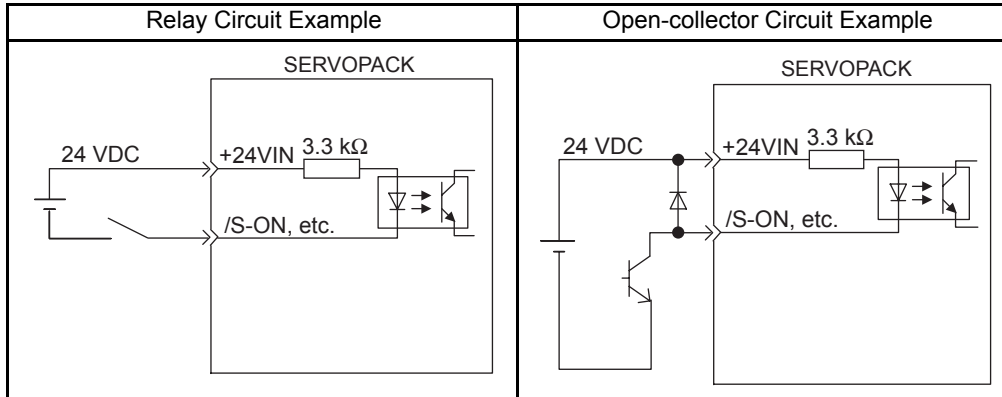 Relay Circuit Example
Open-collector Circuit Example
SERVOPACK
24 VDC
+24VIN
3.3 kΩ
/S-ON, etc.
SERVOPACK
24 VDC
+24VIN
3.3 kΩ
/S-ON, etc.